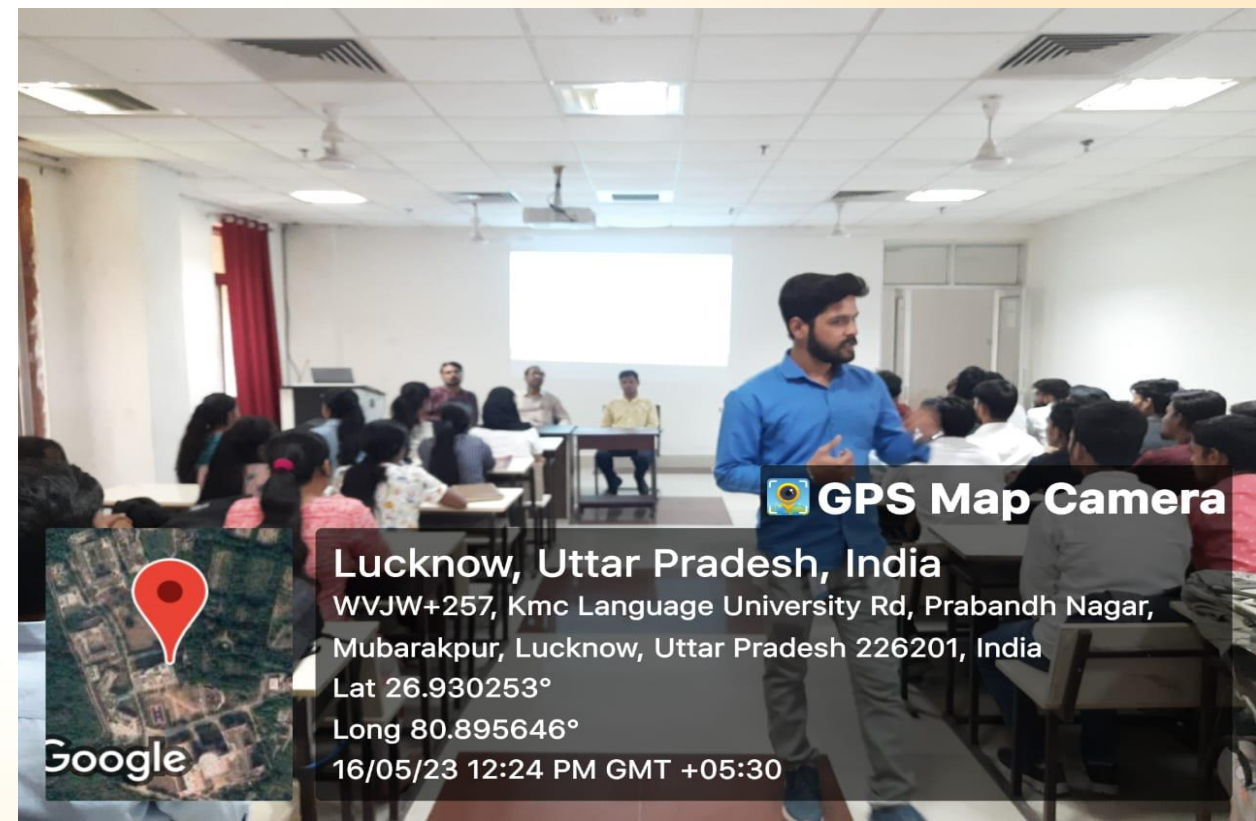 GPS Map Camera
Lucknow, Uttar Pradesh, India
WVJW+257, Kmc Language University Rd, Prabandh Nagar,
Mubarakpur, Lucknow, Uttar Pradesh 226201, India
Lat 26.930253°
Long 80.895646°
16/05/23 12:24 PM GMT +05:30
Google